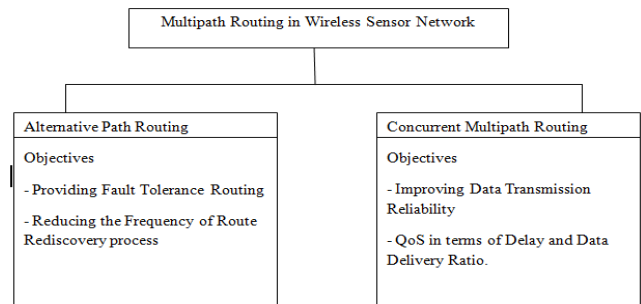 Multipath Routing in Wireless Sensor Network
Alternative Path Routing
Objectives
- Providing Fault Tolerance Routing
- Reducing the Frequency of Route
Rediscovery process
Concurrent Multipath Routing
Objectives
- Improving Data Transmission
Reliability
- QoS in terms of Delay and Data
Delivery Ratio.